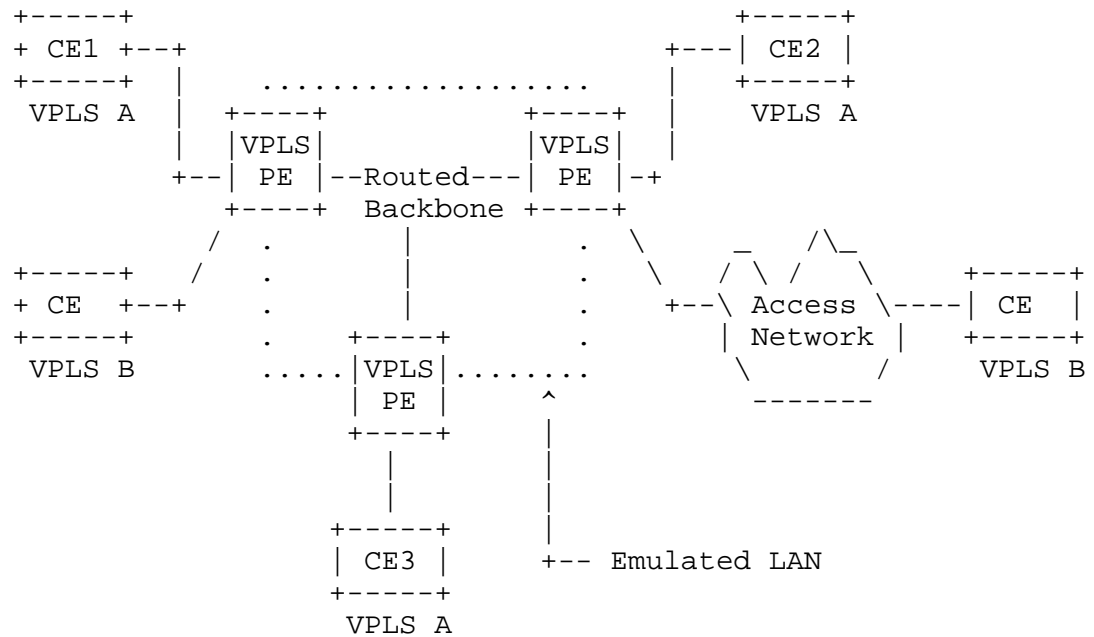 CE1 CE2
VPLS A VPLS A
VPLS VPLS
PE Routed PE
Backbone
CE Access CE
Network
VPLS B VPLS VPLS B
PE
CE3 Emulated LAN
VPLS A